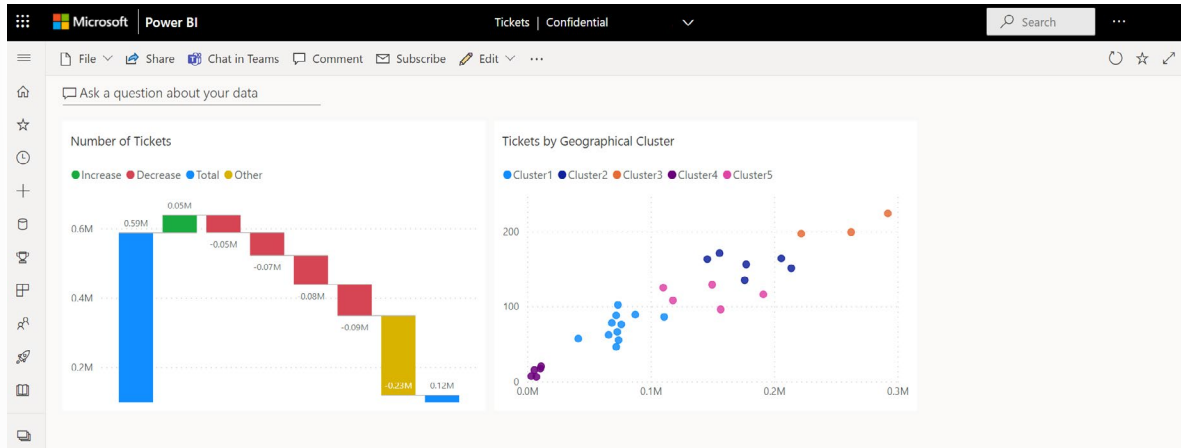 Microsoft Power BI Tickets | Confidential Search
File Share Chat in Teams Comment Subscribe Edit
Ask a question about your data
Number of Tickets
Increase Decrease Total Other
0.6M
0.4M
0.2M
0.59M
0.05M
-0.05M
-0.07M
-0.08M
-0.09M
-0.23M
0.12M
Tickets by Geographical Cluster
Cluster1 Cluster2 Cluster3 Cluster4 Cluster5
200
100
0
0.0M 0.1M 0.2M 0.3M